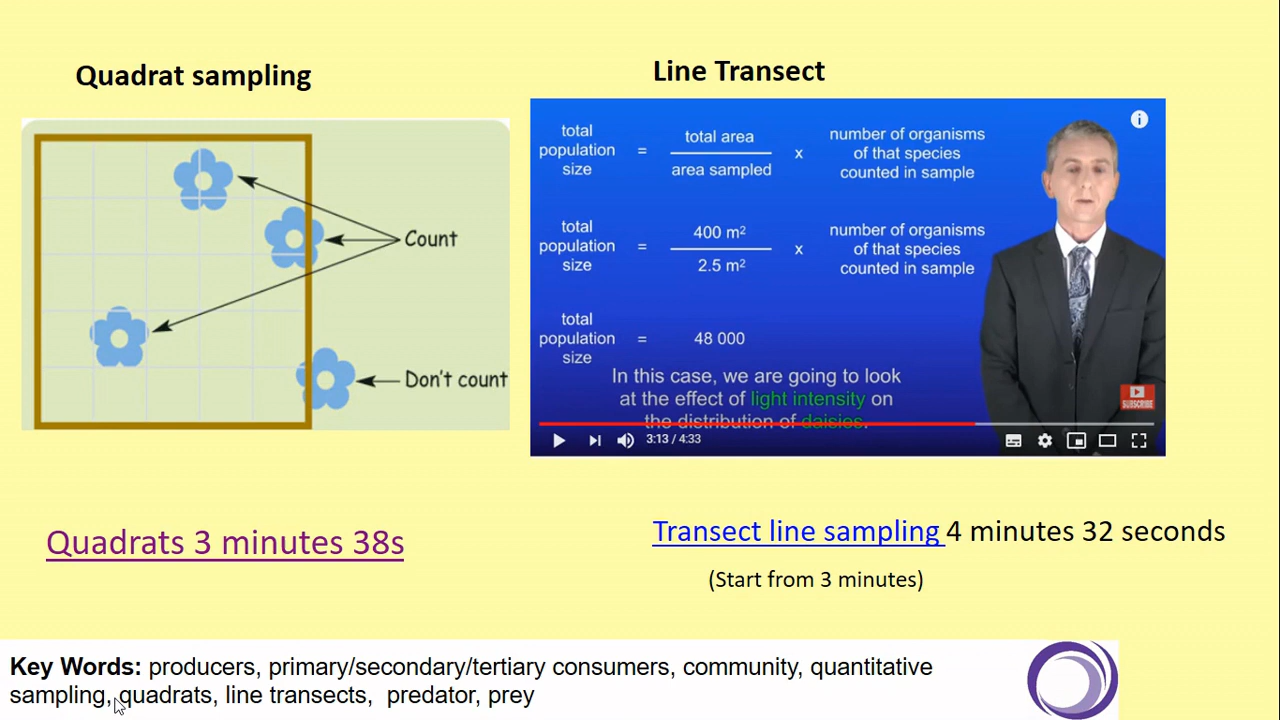 Quadrat sampling
Line Transect
Count
Don't count
total population size = total area / area sampled x number of organisms of that species counted in sample
total population size = 400 m² / 2.5 m² x number of organisms of that species counted in sample
total population size = 48 000
In this case, we are going to look
at the effect of light intensity on
the distribution of daisies.
SUBSCRIBE
3:13 / 4:33
Quadrats 3 minutes 38s
Transect line sampling 4 minutes 32 seconds
(Start from 3 minutes)
Key Words: producers, primary/secondary/tertiary consumers, community, quantitative
sampling, quadrats, line transects, predator, prey